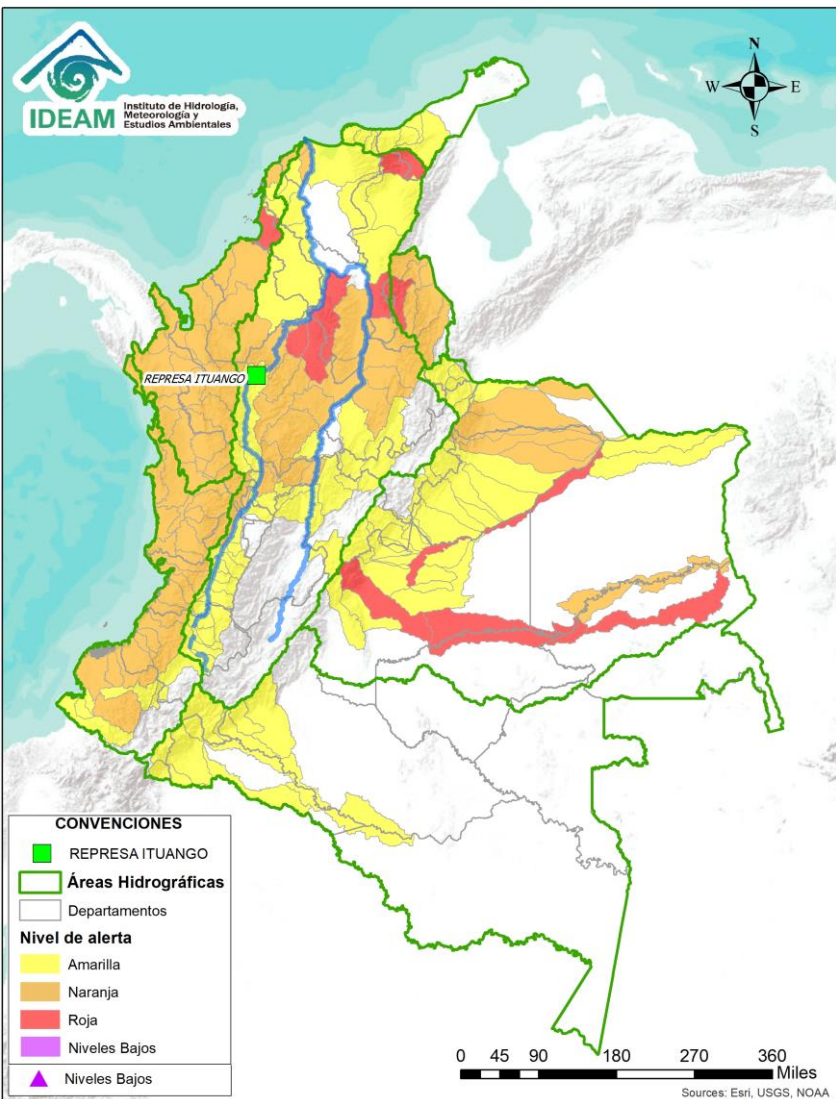 IDEAM
Instituto de Hidrología,
Meteorología y
Estudios Ambientales
N
W E
S
REPRESA ITUANGO
CONVENCIONES
REPRESA ITUANGO
Áreas Hidrográficas
Departamentos
Nivel de alerta
Amarilla
Naranja
Roja
Niveles Bajos
Niveles Bajos
0 45 90 180 270 360
Miles
Sources: Esri, USGS, NOAA